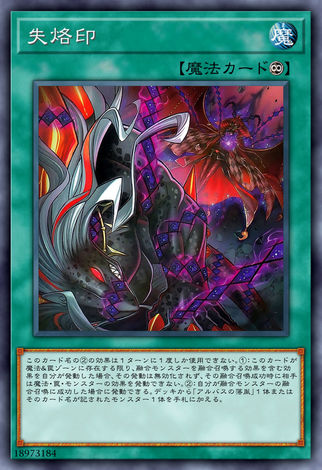 失烙印
魔
【魔法カード】
このカード名の②の効果は1ターンに1度しか使用できない。①:このカードが
魔法&罠ゾーンに存在する限り、融合モンスターを融合召喚する効果を含む効
果を自分が発動した場合、その発動は無効化されず、その融合召喚成功時に相手
は魔法・罠・モンスターの効果を発動できない。②:自分が融合モンスターの融
合召喚に成功した場合に発動できる。デッキから「アルバスの落胤」1体または
そのカード名が記されたモンスター1体を手札に加える。
18973184